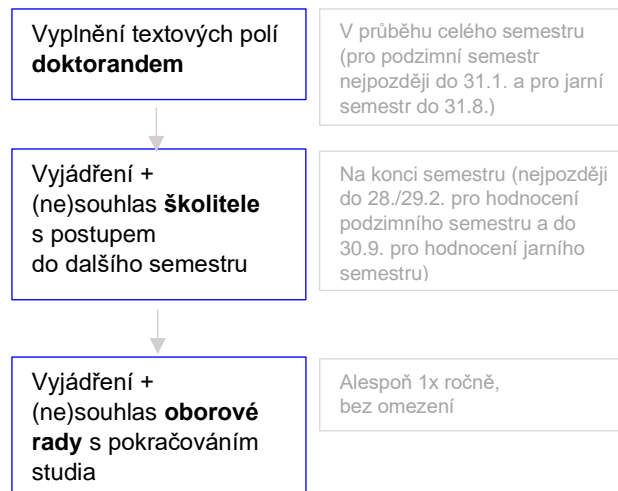 Vyplnění textových polí
doktorandem
V průběhu celého semestru
(pro podzimní semestr
nejpozději do 31.1. a pro jarní
semestr do 31.8.)
Vyjádření +
(ne)souhlas školitele
s postupem
do dalšího semestru
Na konci semestru (nejpozději
do 28./29.2. pro hodnocení
podzimního semestru a do
30.9. pro hodnocení jarního
semestru)
Vyjádření +
(ne)souhlas oborové
rady s pokračováním
studia
Alespoň 1x ročně,
bez omezení